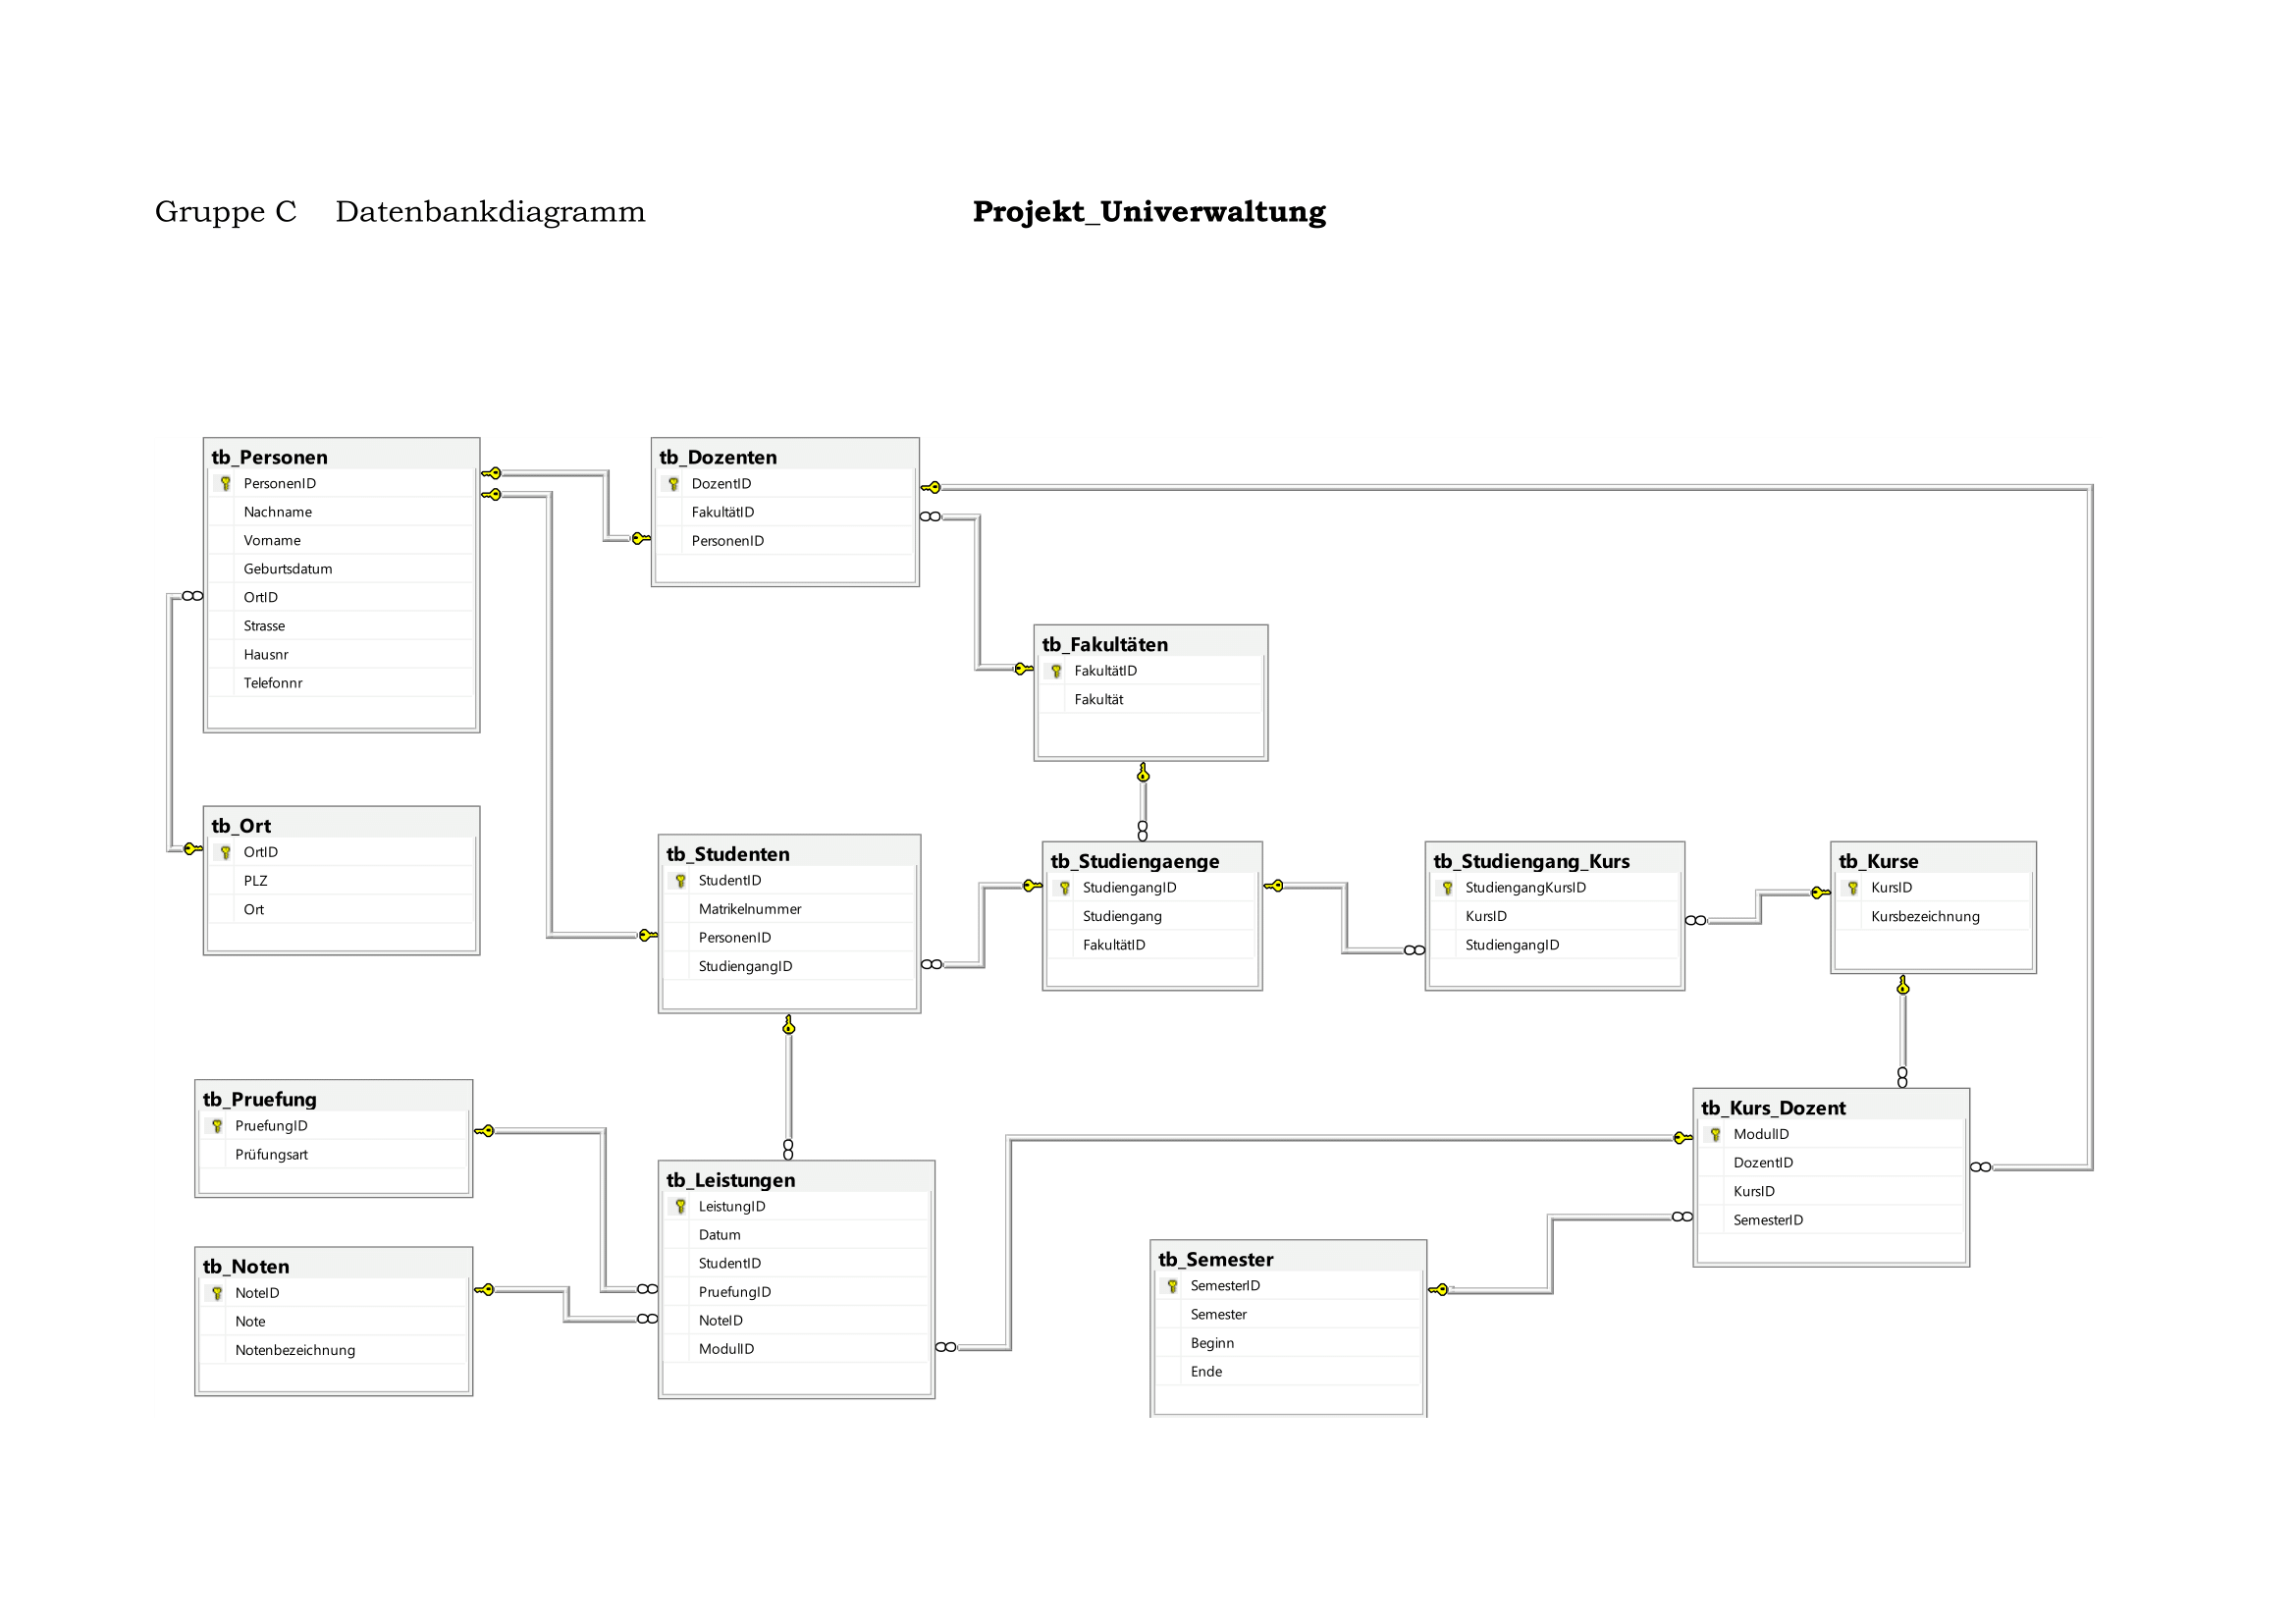 Gruppe C Datenbankdiagramm Projekt_Univerwaltung
tb_Personen
PersonenID
Nachname
Vorname
Geburtsdatum
OrtID
Strasse
Hausnr
Telefonnr
tb_Dozenten
DozentID
FakultätID
PersonenID
tb_Fakultäten
FakultätID
Fakultät
tb_Ort
OrtID
PLZ
Ort
tb_Studenten
StudentID
Matrikelnummer
PersonenID
StudiengangID
tb_Studiengaenge
StudiengangID
Studiengang
FakultätID
tb_Studiengang_Kurs
StudiengangKursID
KursID
StudiengangID
tb_Kurse
KursID
Kursbezeichnung
tb_Pruefung
PruefungID
Prüfungsart
tb_Noten
NoteID
Note
Notenbezeichnung
tb_Leistungen
LeistungID
Datum
StudentID
PruefungID
NoteID
ModulID
tb_Semester
SemesterID
Semester
Beginn
Ende
tb_Kurs_Dozent
ModulID
DozentID
KursID
SemesterID